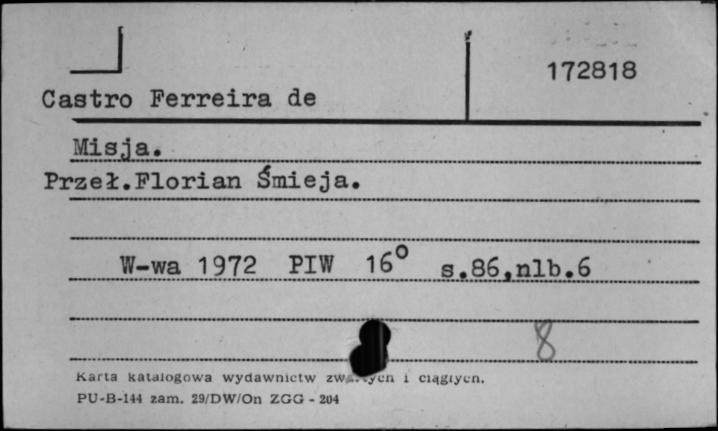 172818
Castro Ferreira de
Misja.
Przeł.Florian Śmieja.
W-wa 1972 PIW 16° s.86,nlb.6
8
Karta katalogowa wydawnictw zwartych i ciągłych.
PU-B-144 zam. 29/DW/On ZGG - 204